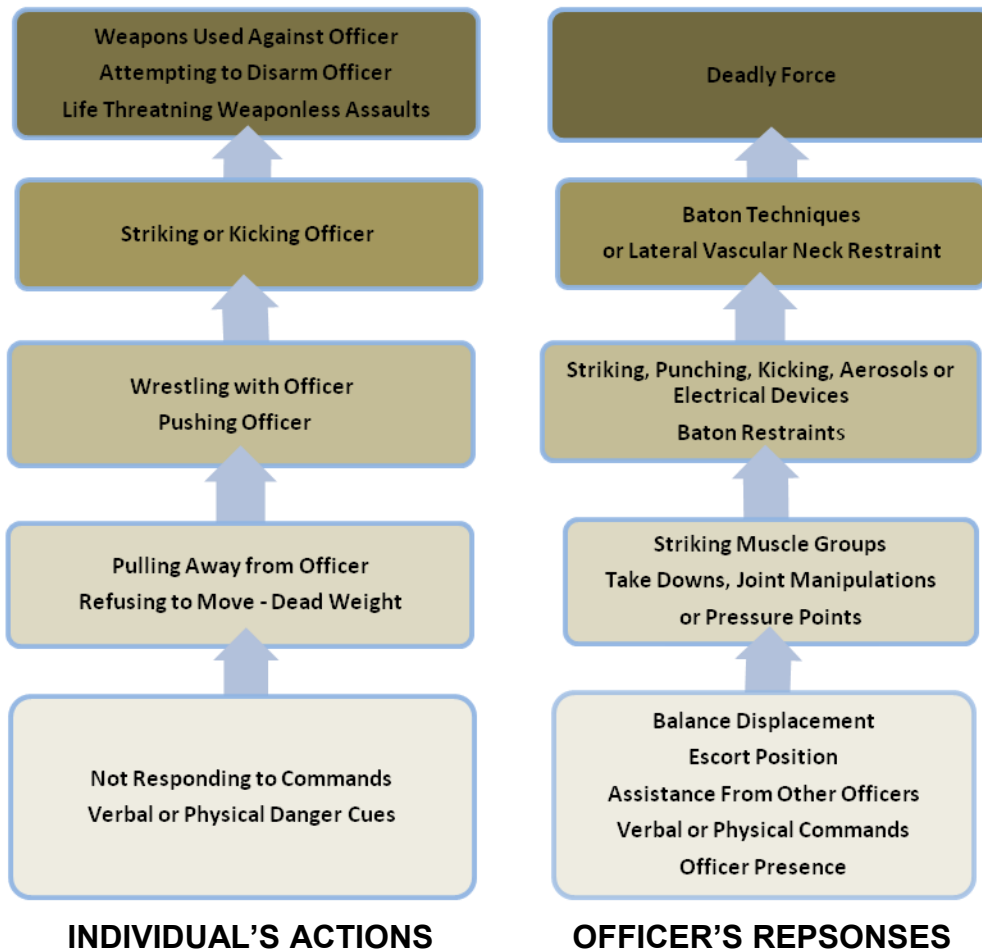 Weapons Used Against Officer
Attempting to Disarm Officer
Life Threatning Weaponless Assaults
Striking or Kicking Officer
Wrestling with Officer
Pushing Officer
Pulling Away from Officer
Refusing to Move - Dead Weight
Not Responding to Commands
Verbal or Physical Danger Cues
INDIVIDUAL'S ACTIONS
Deadly Force
Baton Techniques
or Lateral Vascular Neck Restraint
Striking, Punching, Kicking, Aerosols or
Electrical Devices
Baton Restraints
Striking Muscle Groups
Take Downs, Joint Manipulations
or Pressure Points
Balance Displacement
Escort Position
Assistance From Other Officers
Verbal or Physical Commands
Officer Presence
OFFICER'S REPSONSES